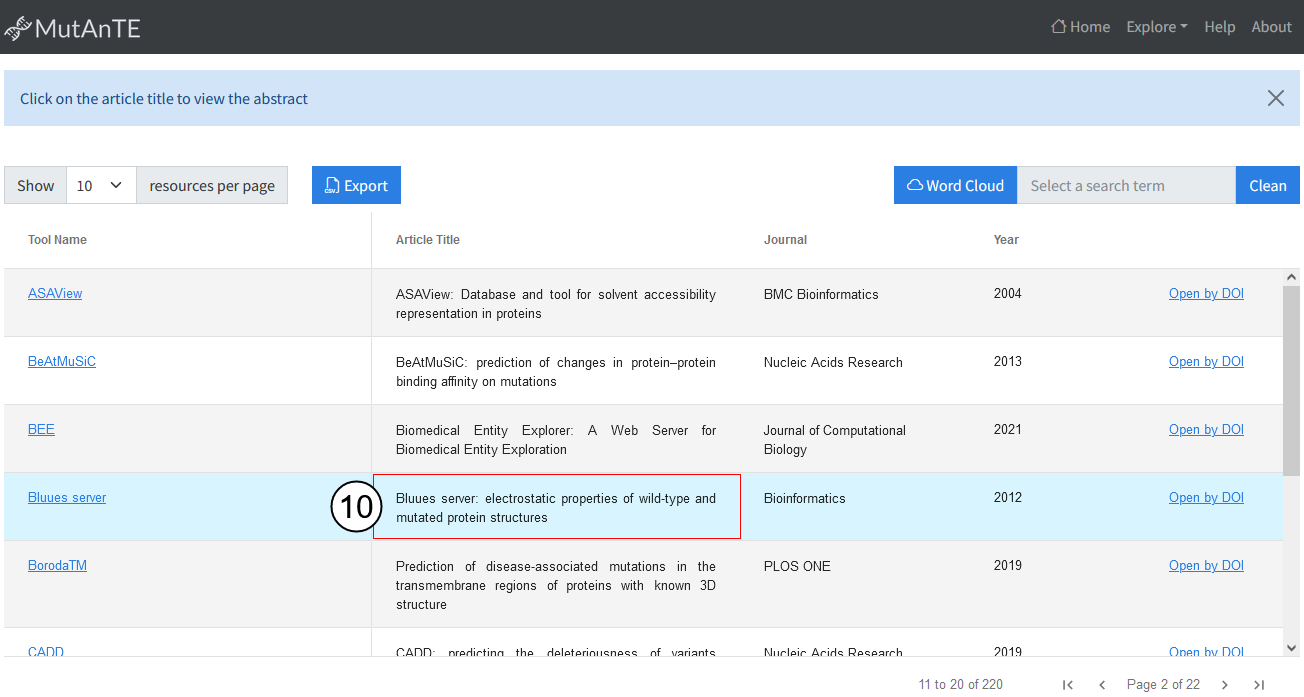 MutAnTE
Home Explore Help About
Click on the article title to view the abstract
Show 10 resources per page CSV Export Word Cloud Select a search term Clean
Tool Name Article Title Journal Year
ASAView ASAView: Database and tool for solvent accessibility BMC Bioinformatics 2004 Open by DOI
representation in proteins
BeAtMuSiC BeAtMuSiC: prediction of changes in protein–protein Nucleic Acids Research 2013 Open by DOI
binding affinity on mutations
BEE Biomedical Entity Explorer: A Web Server for Journal of Computational 2021 Open by DOI
Biomedical Entity Exploration Biology
Bluues server 10 Bluues server: electrostatic properties of wild-type and Bioinformatics 2012 Open by DOI
mutated protein structures
BorodaTM Prediction of disease-associated mutations in the PLOS ONE 2019 Open by DOI
transmembrane regions of proteins with known 3D
structure
CADD CADD: predicting the deleteriousness of variants Nucleic Acids Research 2019 Open by DOI
11 to 20 of 220 Page 2 of 22